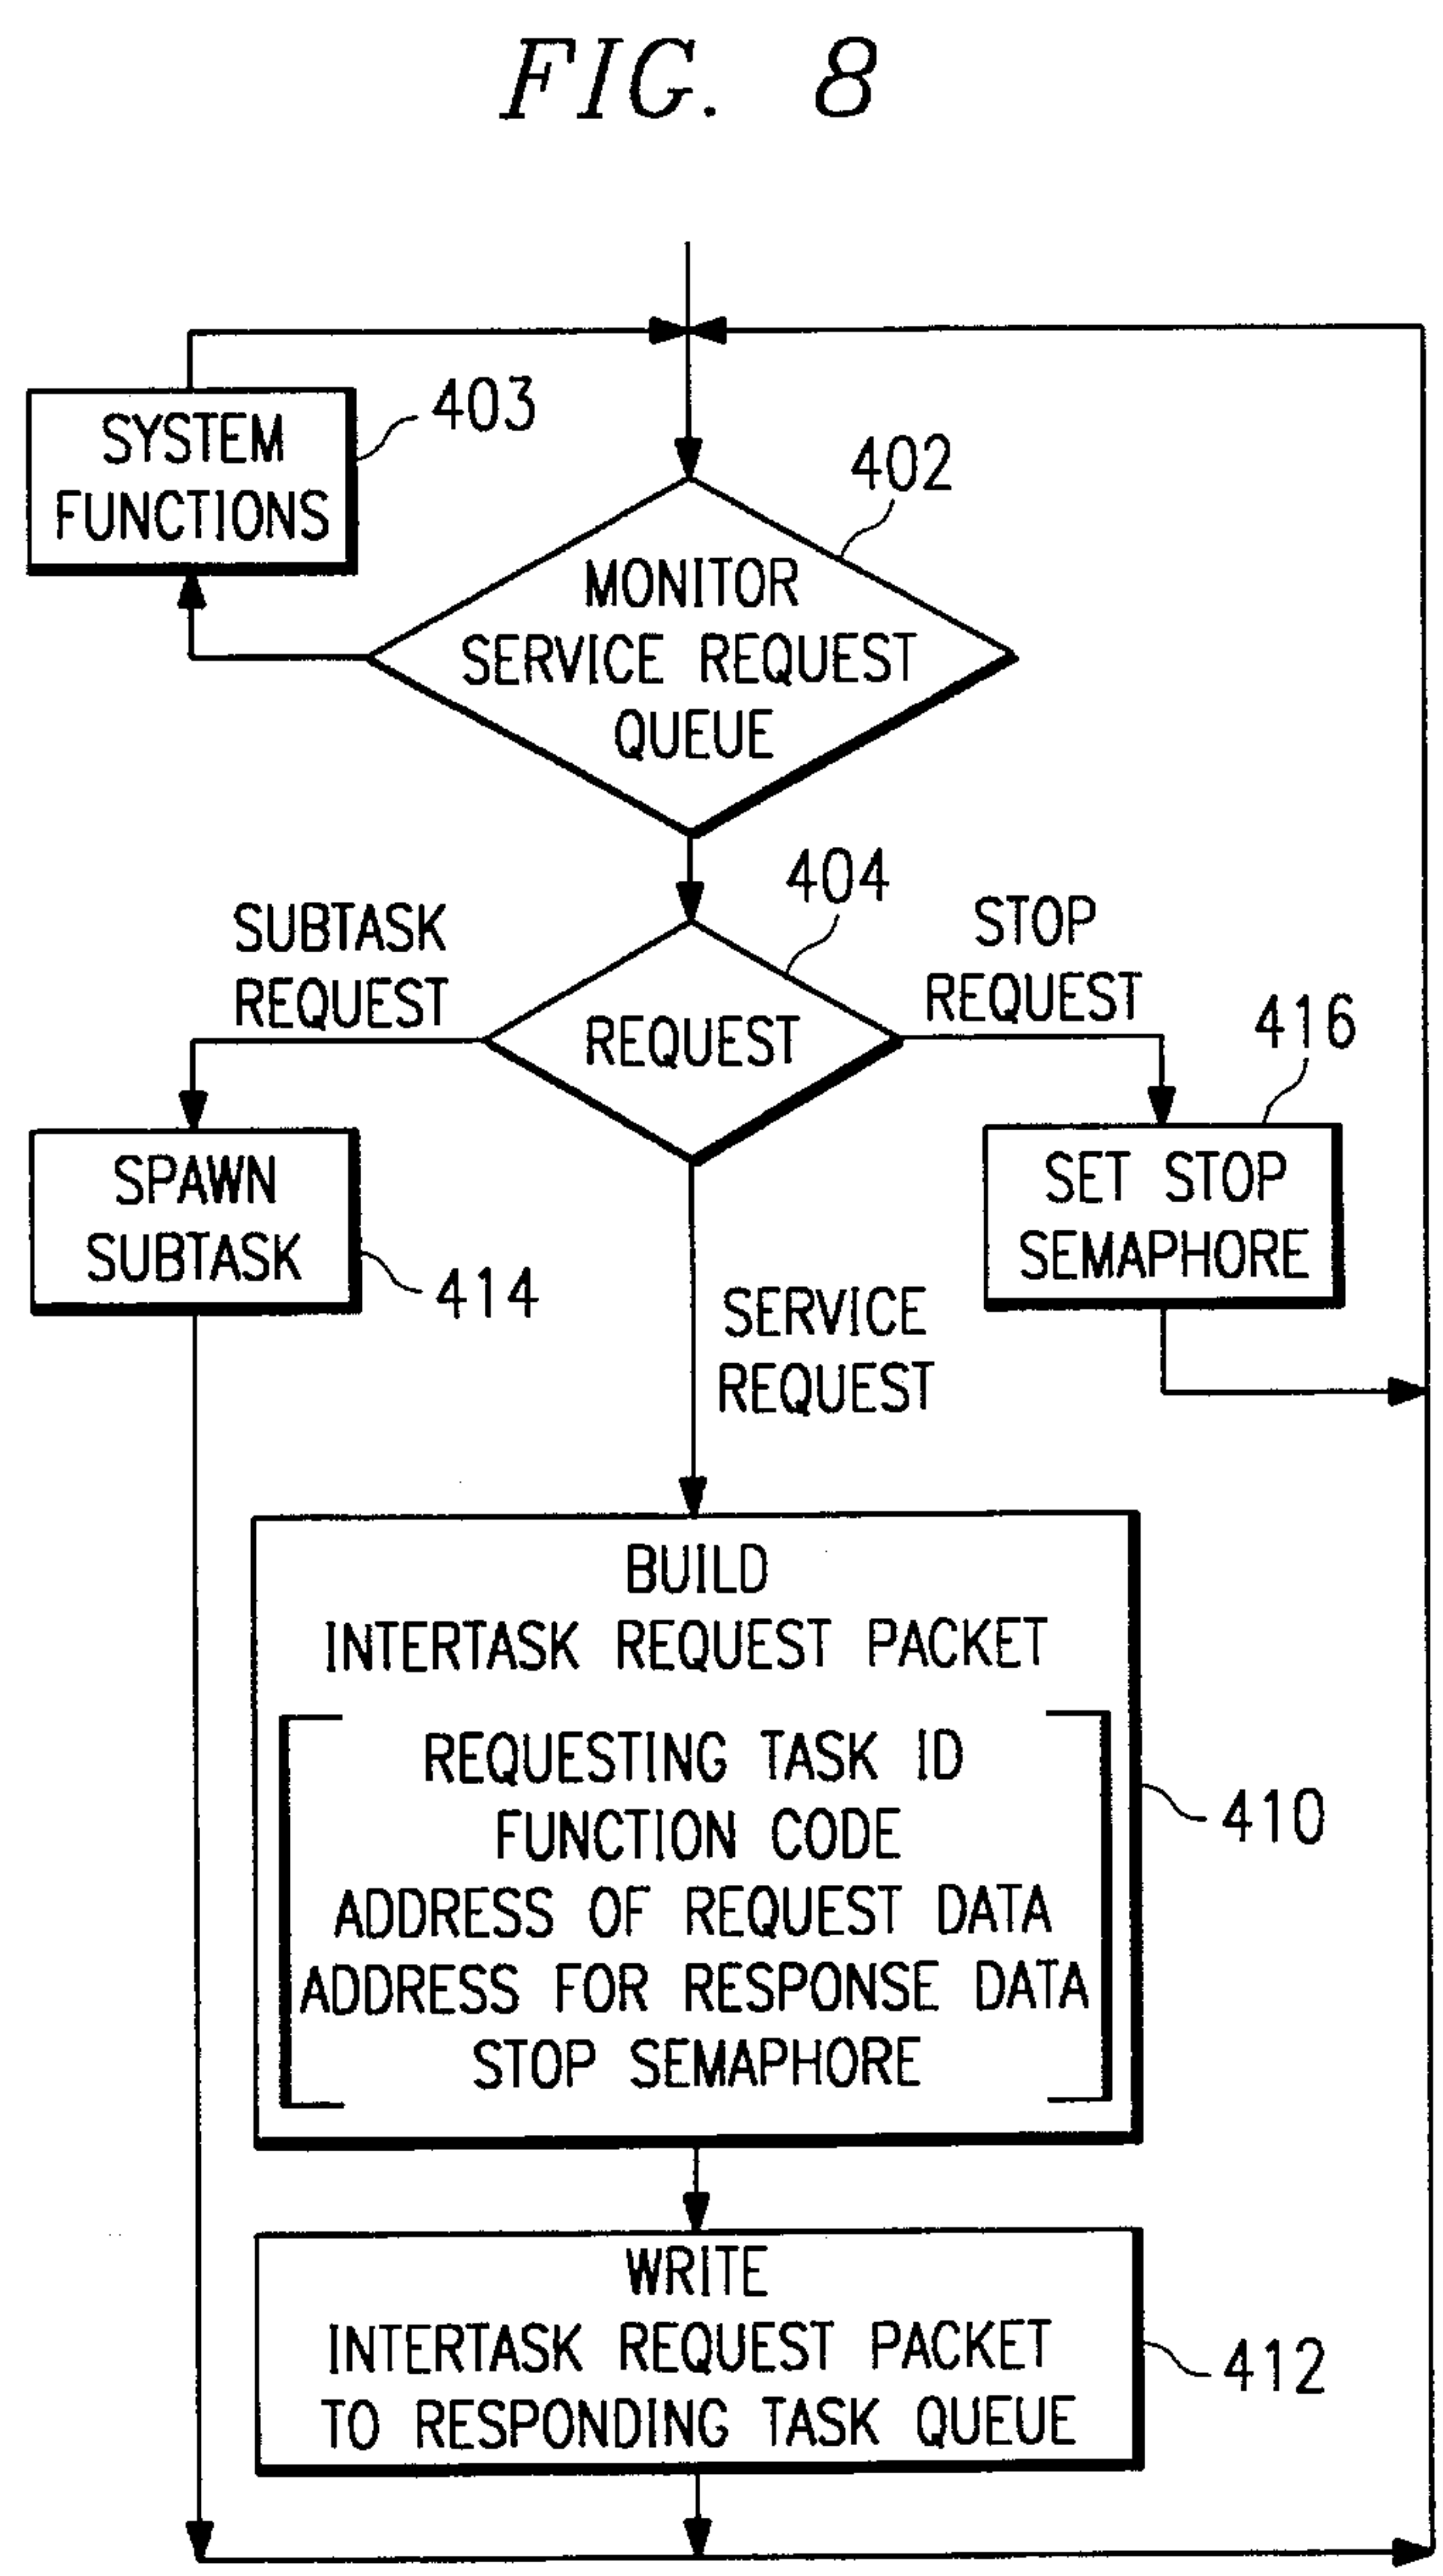 FIG. 8
SYSTEM
FUNCTIONS
403
402
MONITOR
SERVICE REQUEST
QUEUE
404
SUBTASK
REQUEST
STOP
REQUEST
REQUEST
416
SPAWN
SUBTASK
414
SET STOP
SEMAPHORE
SERVICE
REQUEST
BUILD
INTERTASK REQUEST PACKET
REQUESTING TASK ID
FUNCTION CODE
ADDRESS OF REQUEST DATA
ADDRESS FOR RESPONSE DATA
STOP SEMAPHORE
410
WRITE
INTERTASK REQUEST PACKET
TO RESPONDING TASK QUEUE
412